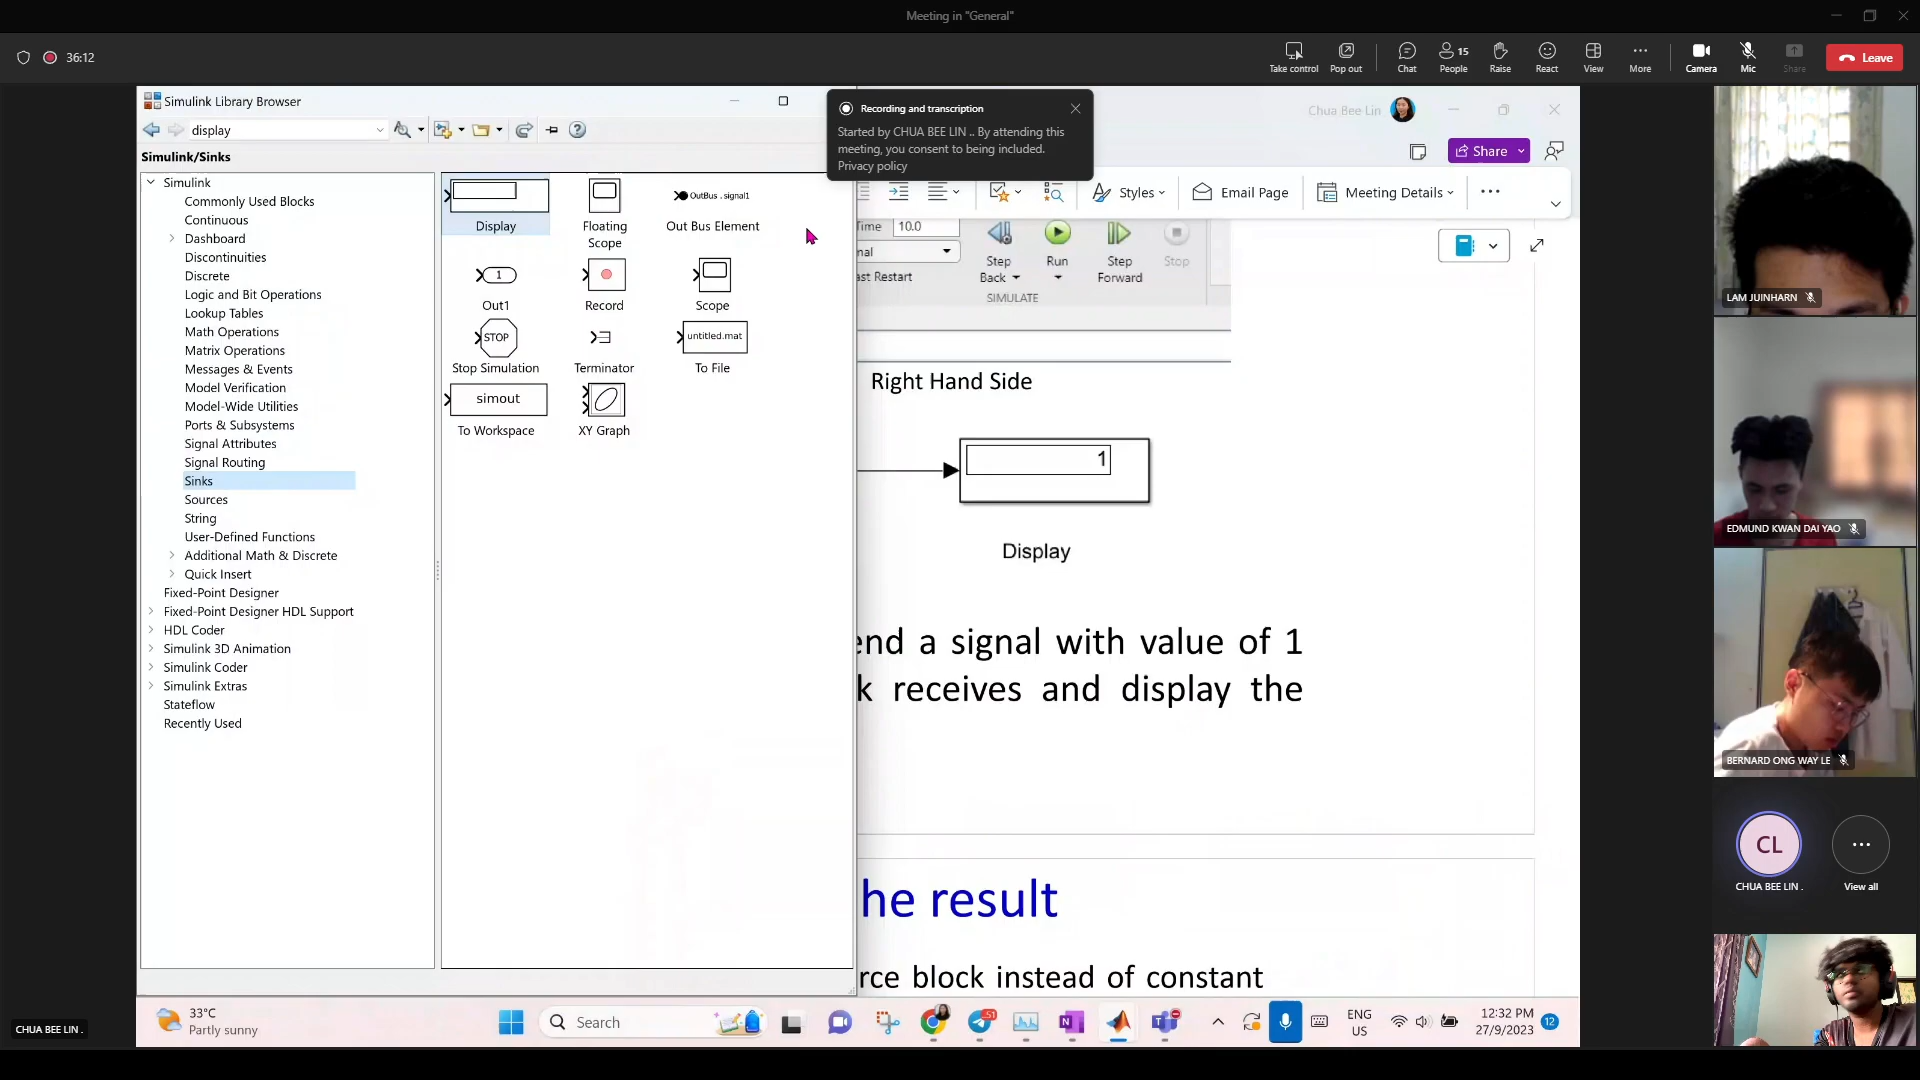 Meeting in "General"
36:12
Take control
Pop out
Chat
15
People
Raise
React
View
More
Camera
Mic
Share
Leave
Simulink Library Browser
display
Simulink/Sinks
Simulink
Commonly Used Blocks
Continuous
Dashboard
Discontinuities
Discrete
Logic and Bit Operations
Lookup Tables
Math Operations
Matrix Operations
Messages & Events
Model Verification
Model-Wide Utilities
Ports & Subsystems
Signal Attributes
Signal Routing
Sinks
Sources
String
User-Defined Functions
Additional Math & Discrete
Quick Insert
Fixed-Point Designer
Fixed-Point Designer HDL Support
HDL Coder
Simulink 3D Animation
Simulink Coder
Simulink Extras
Stateflow
Recently Used
Display
Floating
Scope
OutBus . signal1
Out Bus Element
1
Out1
Record
Scope
STOP
Stop Simulation
Terminator
untitled.mat
To File
simout
To Workspace
XY Graph
Recording and transcription
Started by CHUA BEE LIN .. By attending this
meeting, you consent to being included.
Privacy policy
Chua Bee Lin
Share
Styles
Email Page
Meeting Details
ime 10.0
nal
ast Restart
Step
Back
Run
Step
Forward
Stop
SIMULATE
Right Hand Side
1
Display
end a signal with value of 1
k receives and display the
he result
rce block instead of constant
LAM JUINHARN
EDMUND KWAN DAI YAO
BERNARD ONG WAY LE
CL
CHUA BEE LIN .
View all
CHUA BEE LIN .
33°C
Partly sunny
Search
51
ENG
US
12:32 PM
27/9/2023
12